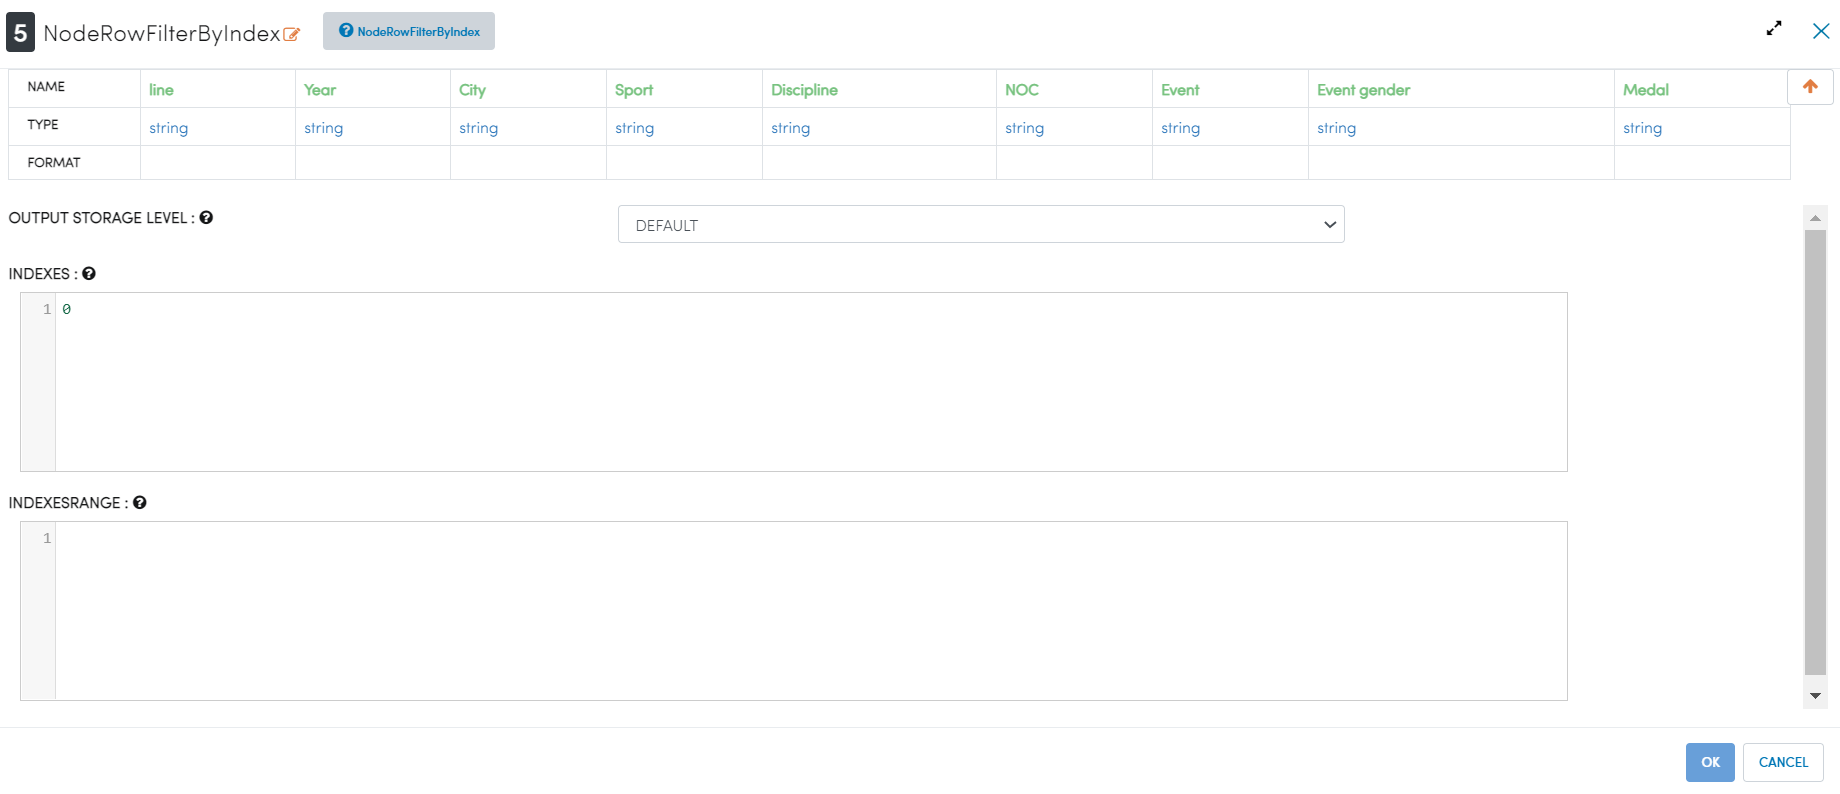 5 NodeRowFilterByIndex NodeRowFilterByIndex
NAME line Year City Sport Discipline NOC Event Event gender Medal
TYPE string string string string string string string string string
FORMAT
OUTPUT STORAGE LEVEL : DEFAULT
INDEXES :
1 0
INDEXESRANGE :
1
OK CANCEL